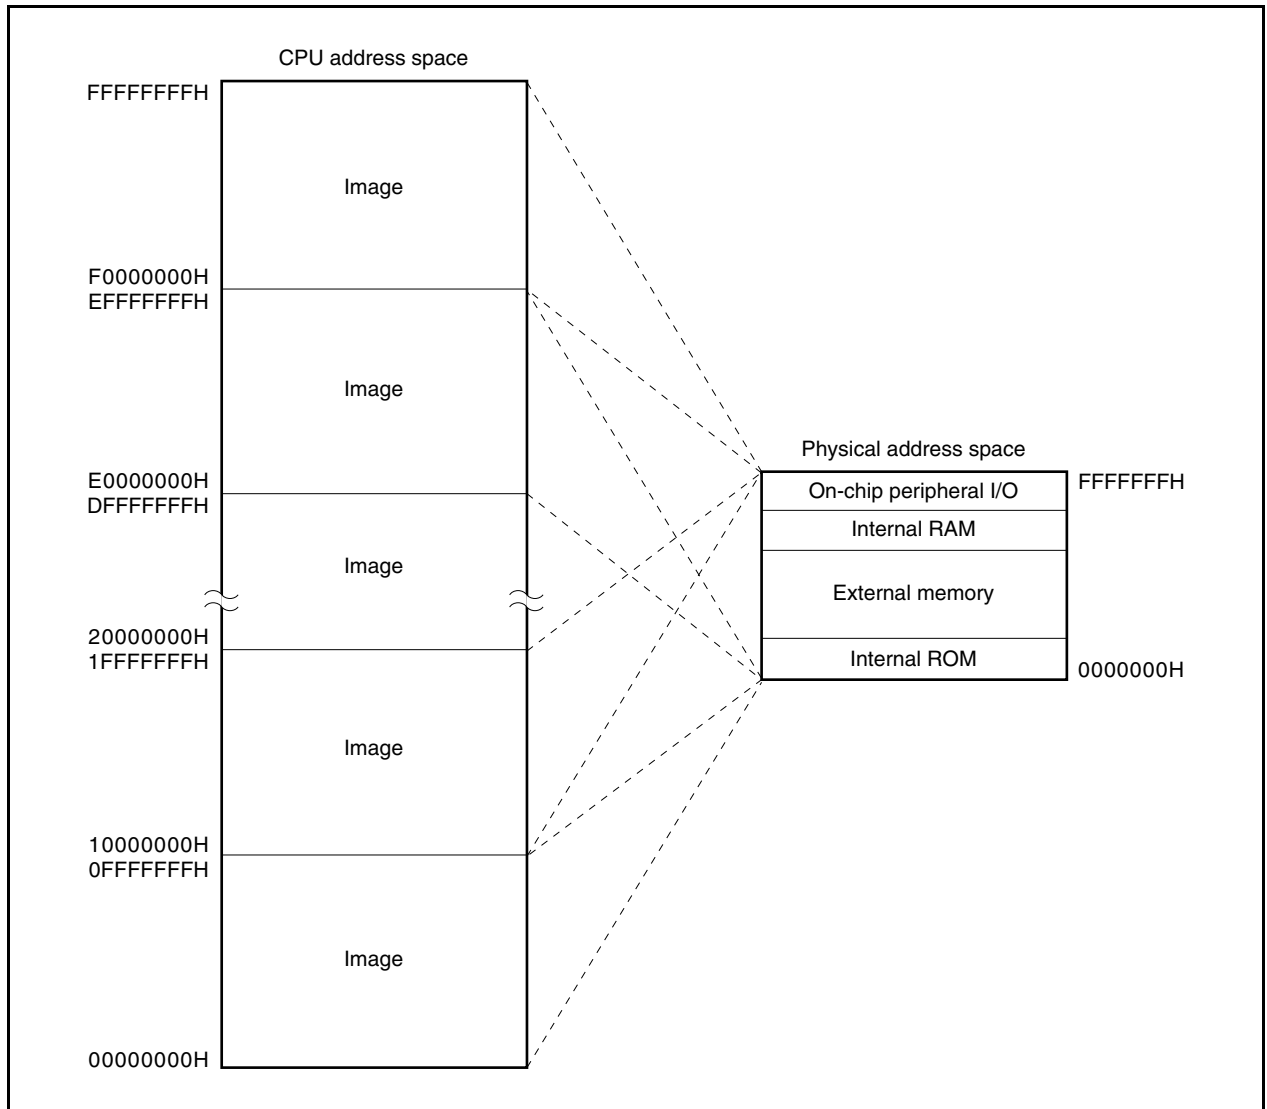 CPU address space
FFFFFFFFH
Image
F0000000H
EFFFFFFFH
Image
E0000000H
DFFFFFFFH
Image
20000000H
1FFFFFFFH
Image
10000000H
0FFFFFFFH
Image
00000000H
Physical address space
On-chip peripheral I/O
FFFFFFFH
Internal RAM
External memory
Internal ROM
0000000H